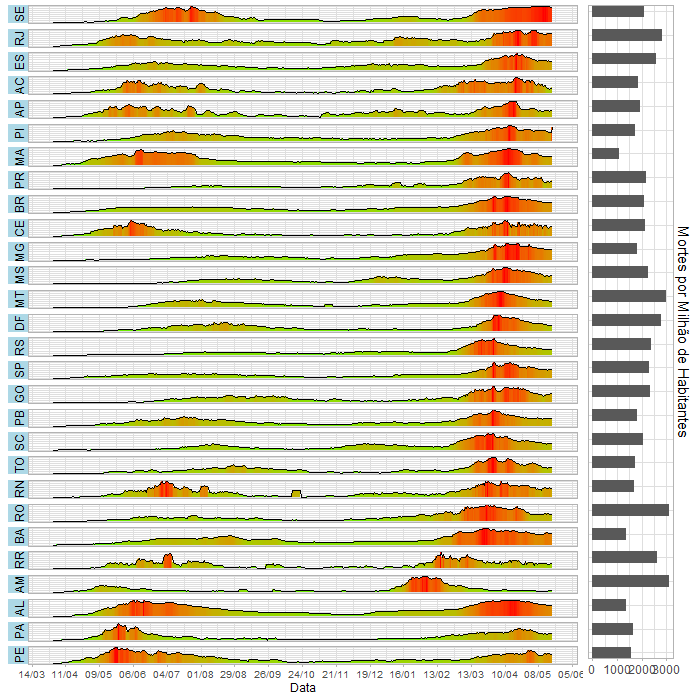 SE
RJ
ES
AC
AP
PI
MA
PR
BR
CE
MG
MS
MT
DF
RS
SP
GO
PB
SC
TO
RN
RO
BA
RR
AM
AL
PA
PE
14/03 11/04 09/05 06/06 04/07 01/08 29/08 26/09 24/10 21/11 19/12 16/01 13/02 13/03 10/04 08/05 05/06
Data
0 1000 2000 3000
Mortes por Milhão de Habitantes